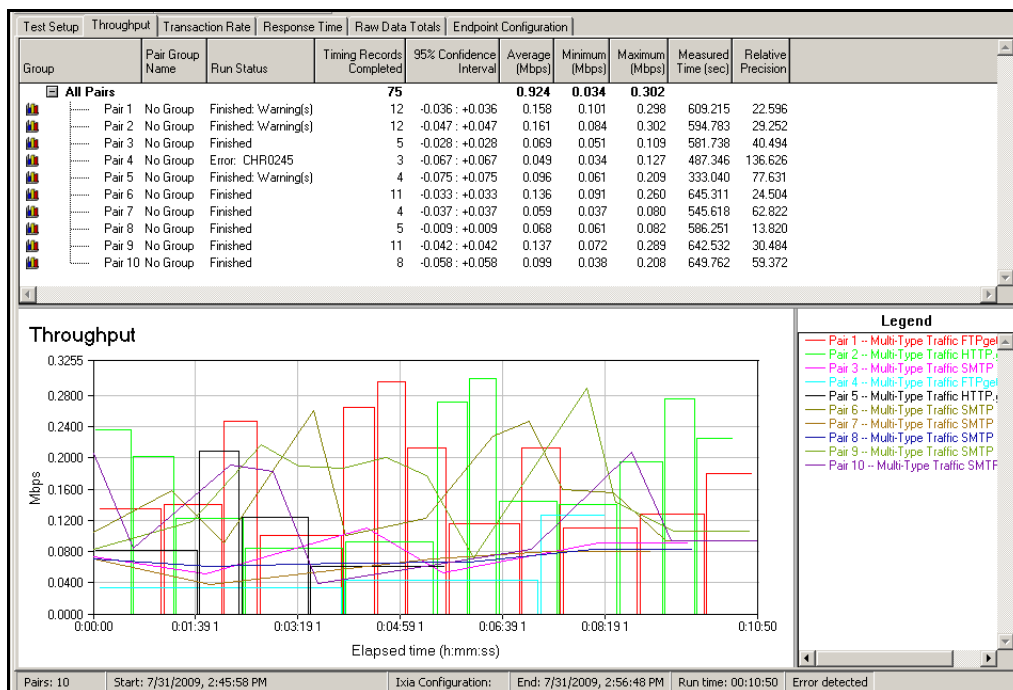 Test Setup Throughput Transaction Rate Response Time Raw Data Totals Endpoint Configuration
Group Pair Group Name Run Status Timing Records Completed 95% Confidence Interval Average (Mbps) Minimum (Mbps) Maximum (Mbps) Measured Time (sec) Relative Precision
All Pairs 75 0.924 0.034 0.302
Pair 1 No Group Finished: Warning(s) 12 -0.036 : +0.036 0.158 0.101 0.298 609.215 22.596
Pair 2 No Group Finished: Warning(s) 12 -0.047 : +0.047 0.161 0.084 0.302 594.783 29.252
Pair 3 No Group Finished 5 -0.028 : +0.028 0.069 0.051 0.109 581.738 40.494
Pair 4 No Group Error: CHR0245 3 -0.067 : +0.067 0.049 0.034 0.127 487.346 136.626
Pair 5 No Group Finished: Warning(s) 4 -0.075 : +0.075 0.096 0.061 0.209 333.040 77.631
Pair 6 No Group Finished 11 -0.033 : +0.033 0.136 0.091 0.260 645.311 24.504
Pair 7 No Group Finished 4 -0.037 : +0.037 0.059 0.037 0.080 545.618 62.822
Pair 8 No Group Finished 5 -0.009 : +0.009 0.068 0.061 0.082 586.251 13.820
Pair 9 No Group Finished 11 -0.042 : +0.042 0.137 0.072 0.289 642.532 30.484
Pair 10 No Group Finished 8 -0.058 : +0.058 0.099 0.038 0.208 649.762 59.372
Throughput
0.3255
0.2800
0.2400
0.2000
0.1600
0.1200
0.0800
0.0400
0.0000
Mbps
0:00:00 0:01:39 1 0:03:19 1 0:04:59 1 0:06:39 1 0:08:19 1 0:10:50
Elapsed time (h:mm:ss)
Legend
Pair 1 -- Multi-Type Traffic FTPget
Pair 2 -- Multi-Type Traffic HTTP.
Pair 3 -- Multi-Type Traffic SMTP
Pair 4 -- Multi-Type Traffic FTPget
Pair 5 -- Multi-Type Traffic HTTP.
Pair 6 -- Multi-Type Traffic SMTP
Pair 7 -- Multi-Type Traffic SMTP
Pair 8 -- Multi-Type Traffic SMTP
Pair 9 -- Multi-Type Traffic SMTP
Pair 10 -- Multi-Type Traffic SMTP
Pairs: 10 Start: 7/31/2009, 2:45:58 PM Ixia Configuration: End: 7/31/2009, 2:56:48 PM Run time: 00:10:50 Error detected